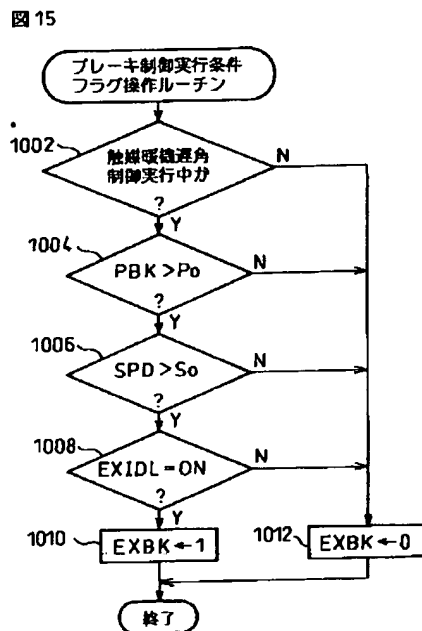 図15
ブレーキ制御実行条件
フラグ操作ルーチン
1002
触媒暖機遅角
制御実行中か
?
N
Y
1004
PBK>Po
?
N
Y
1006
SPD>So
?
N
Y
1008
EXIDL=ON
?
N
Y
1010
EXBK←1
1012
EXBK←0
終了